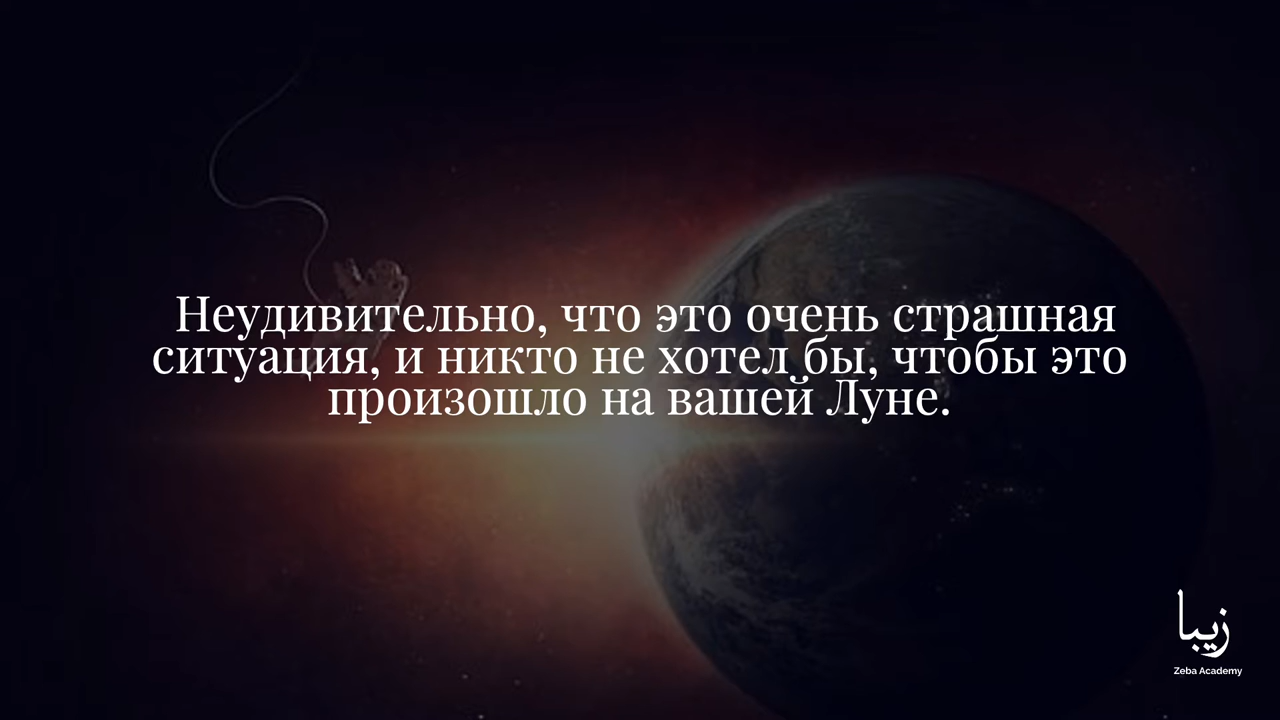 Неудивительно, что это очень страшная
ситуация, и никто не хотел бы, чтобы это
произошло на вашей Луне.
زیبا
Zeba Academy